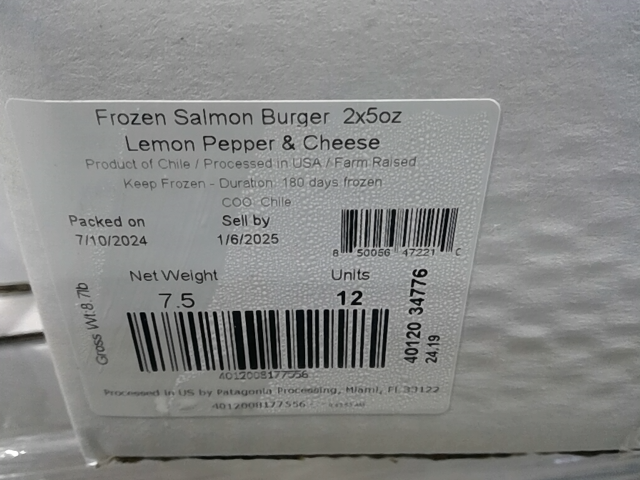 Frozen Salmon Burger 2x5oz
Lemon Pepper & Cheese
Product of Chile / Processed in USA / Farm Raised
Keep Frozen - Duration: 180 days frozen
COO: Chile
Packed on
7/10/2024
Sell by
1/6/2025
8 50056 47221
Net Weight
7.5
Units
12
Gross Wt 8.7lb
40120 34776
24,19
4012008177556
Processed in US by Patagonia Processing, Miami, FL 33122
4012008177556